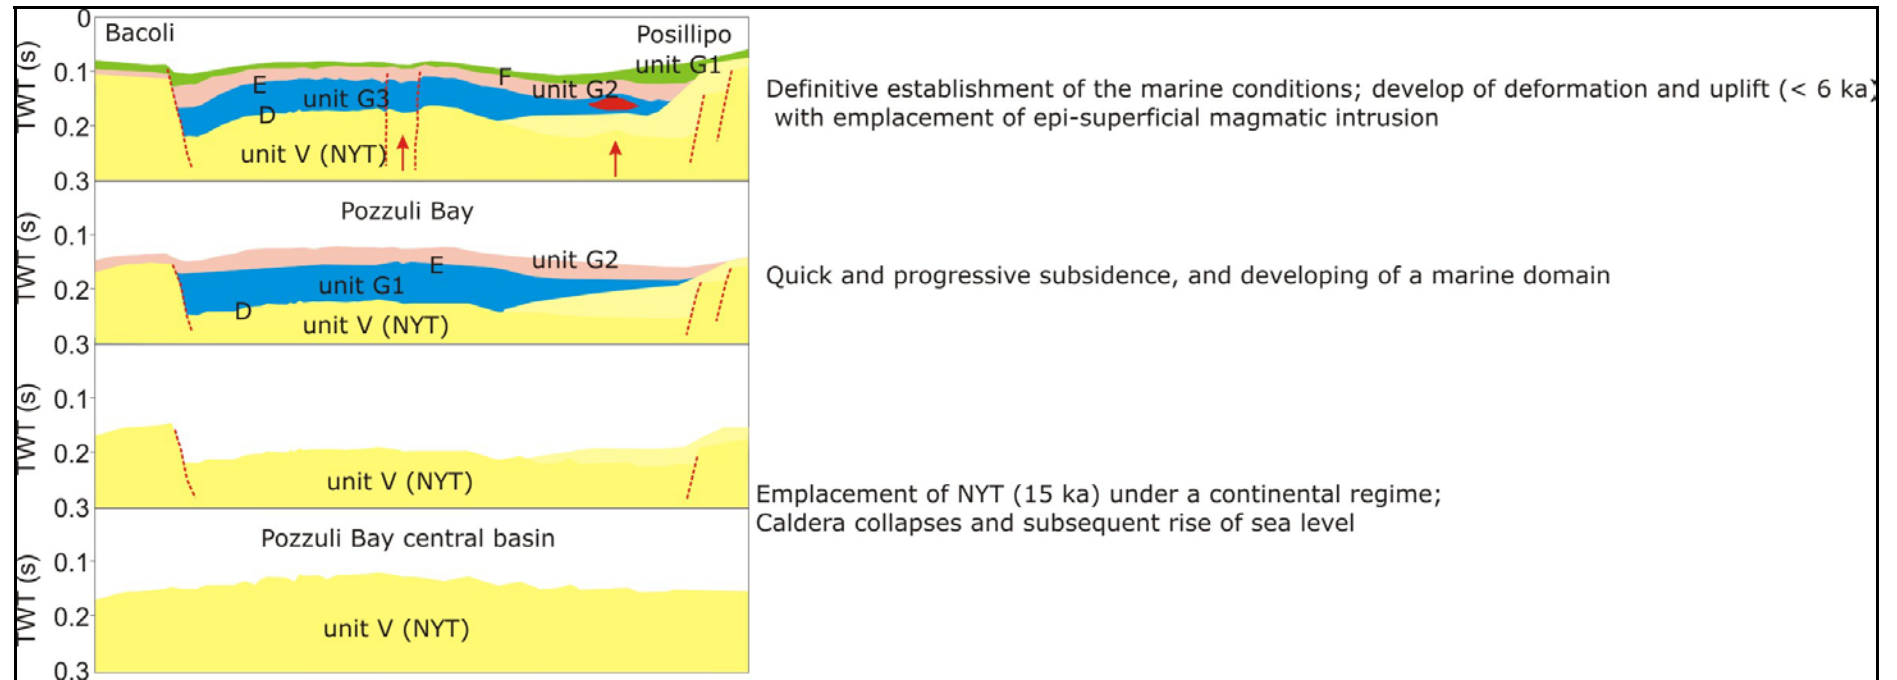 0
Bacoli
Posillipo
TWT (s)
unit G1
0.1
E
F
unit G2
unit G3
D
0.2
unit V (NYT)
0.3
Definitive establishment of the marine conditions; develop of deformation and uplift (< 6 ka)
with emplacement of epi-superficial magmatic intrusion
Pozzuli Bay
TWT (s)
0.1
unit G2
E
0.2
unit G1
D
unit V (NYT)
0.3
Quick and progressive subsidence, and developing of a marine domain
TWT (s)
0.1
0.2
unit V (NYT)
0.3
Emplacement of NYT (15 ka) under a continental regime;
Caldera collapses and subsequent rise of sea level
Pozzuli Bay central basin
TWT (s)
0.1
0.2
unit V (NYT)
0.3